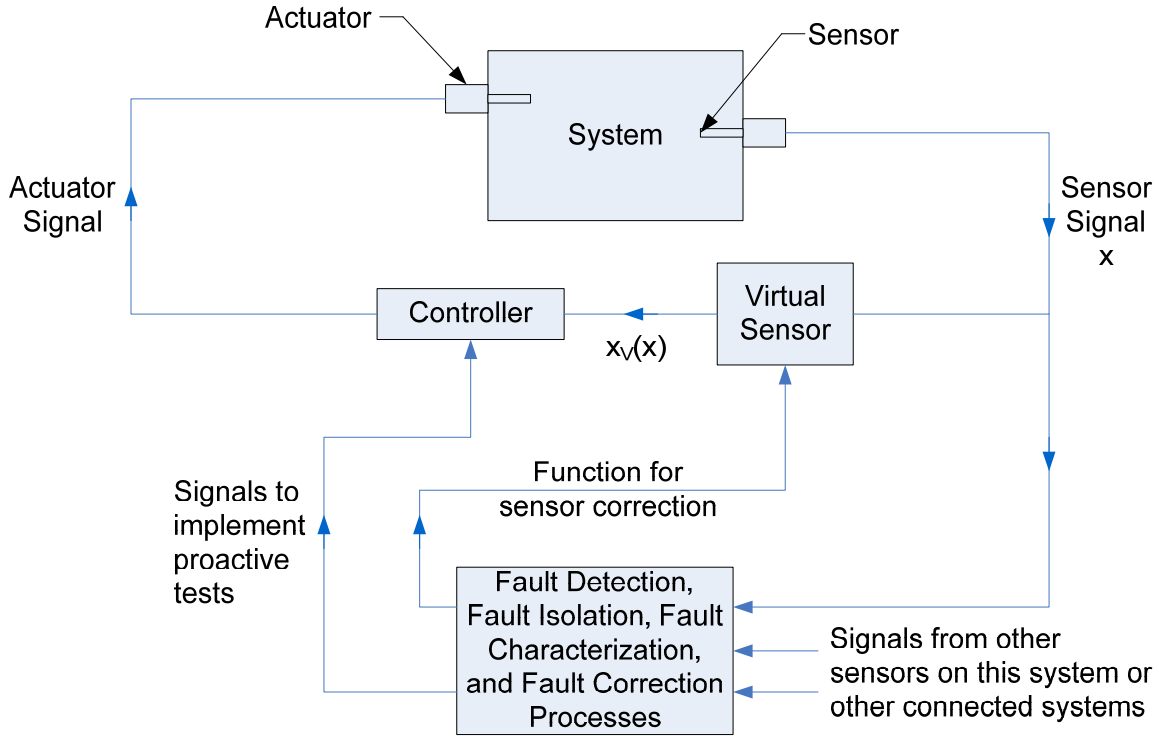 Actuator
Sensor
System
Actuator
Signal
Sensor
Signal
x
Controller
Virtual
Sensor
xV(x)
Function for
sensor correction
Signals to
implement
proactive
tests
Fault Detection,
Fault Isolation, Fault
Characterization,
and Fault Correction
Processes
Signals from other
sensors on this system or
other connected systems